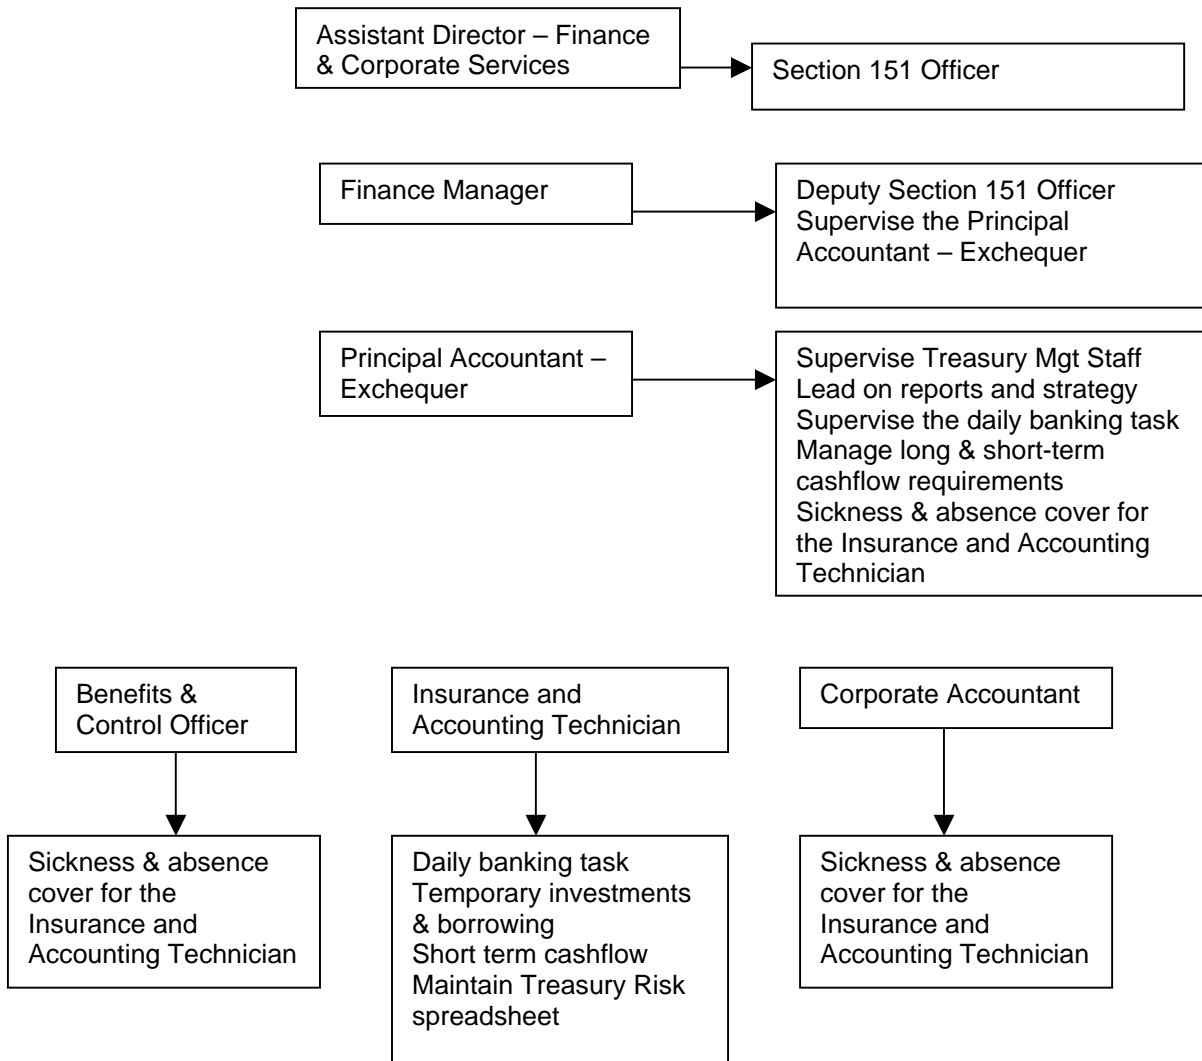 Assistant Director – Finance
& Corporate Services
Section 151 Officer
Finance Manager
Deputy Section 151 Officer
Supervise the Principal
Accountant – Exchequer
Principal Accountant –
Exchequer
Supervise Treasury Mgt Staff
Lead on reports and strategy
Supervise the daily banking task
Manage long & short-term
cashflow requirements
Sickness & absence cover for
the Insurance and Accounting
Technician
Benefits &
Control Officer
Insurance and
Accounting Technician
Corporate Accountant
Sickness & absence
cover for the
Insurance and
Accounting Technician
Daily banking task
Temporary investments
& borrowing
Short term cashflow
Maintain Treasury Risk
spreadsheet
Sickness & absence
cover for the
Insurance and
Accounting Technician